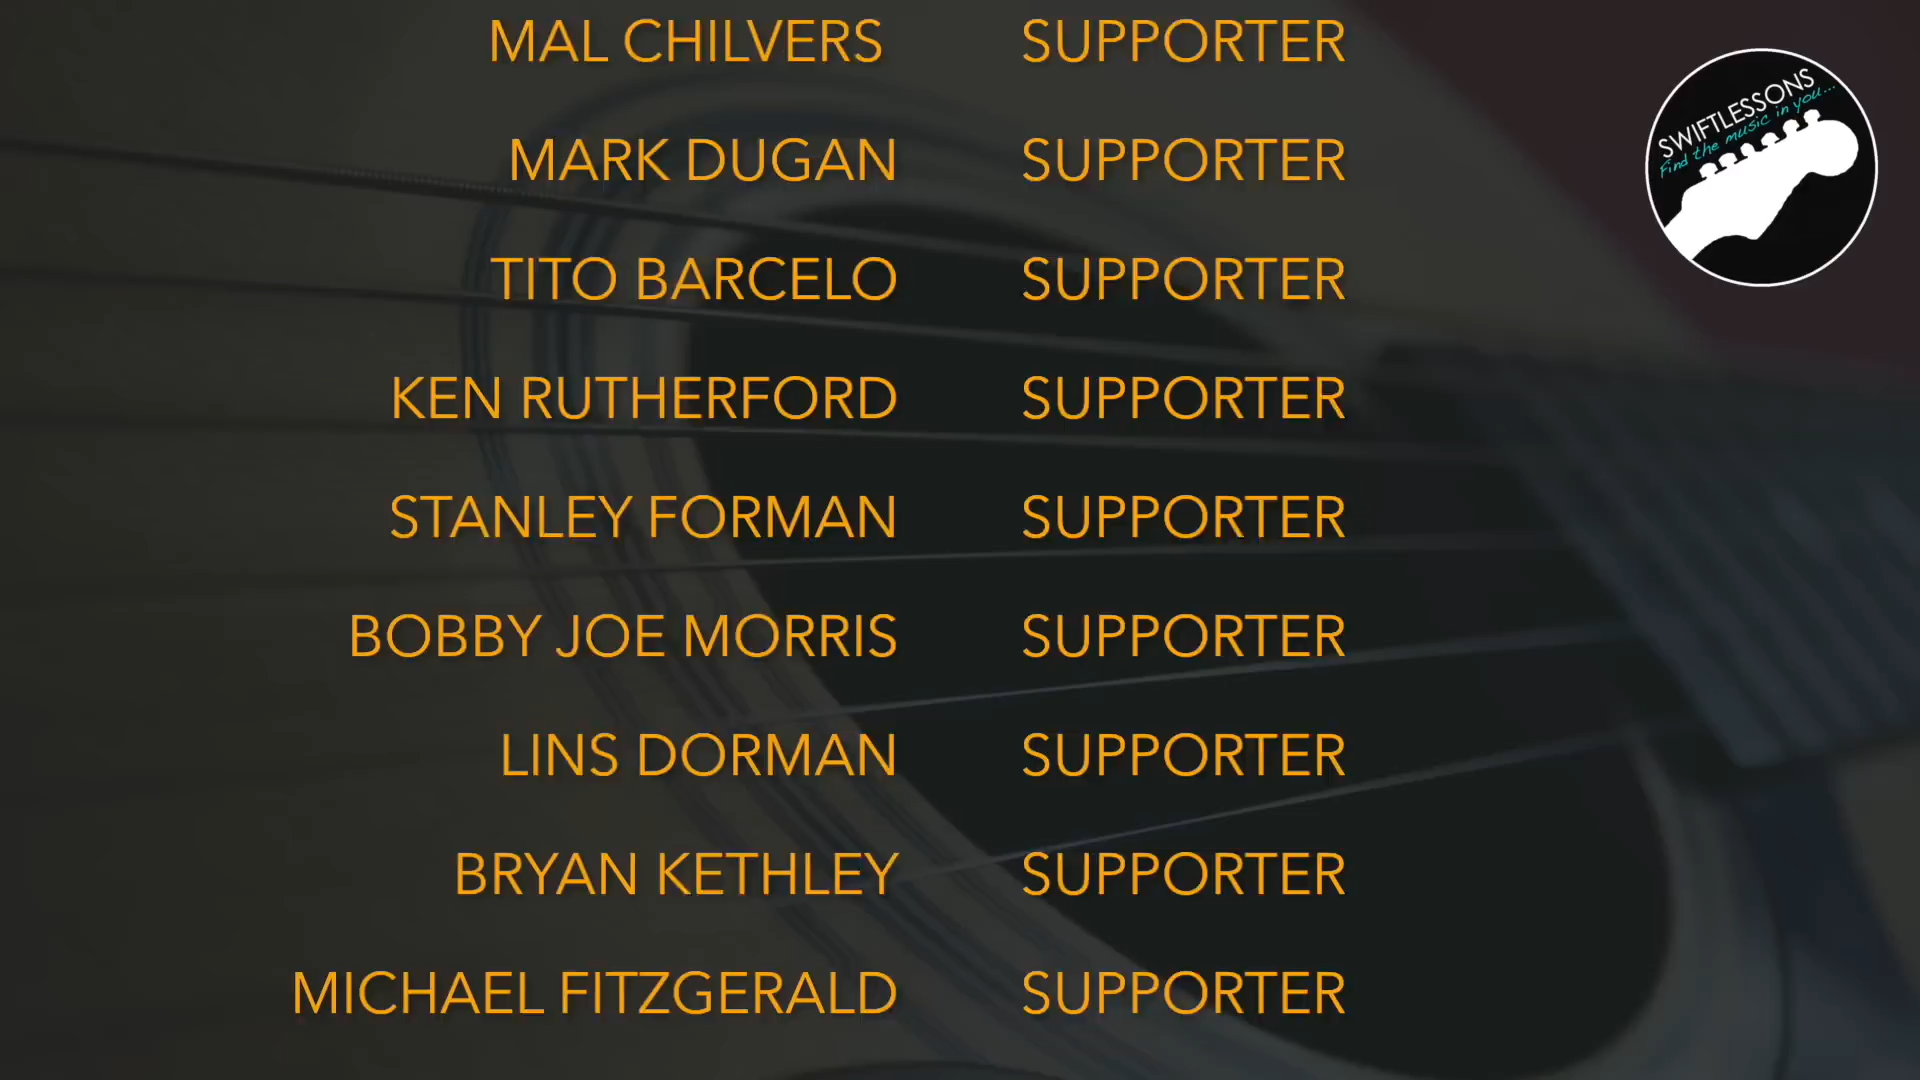 MAL CHILVERS SUPPORTER
MARK DUGAN SUPPORTER
TITO BARCELO SUPPORTER
KEN RUTHERFORD SUPPORTER
STANLEY FORMAN SUPPORTER
BOBBY JOE MORRIS SUPPORTER
LINS DORMAN SUPPORTER
BRYAN KETHLEY SUPPORTER
MICHAEL FITZGERALD SUPPORTER
SWIFTLESSONS
Find the music in you...